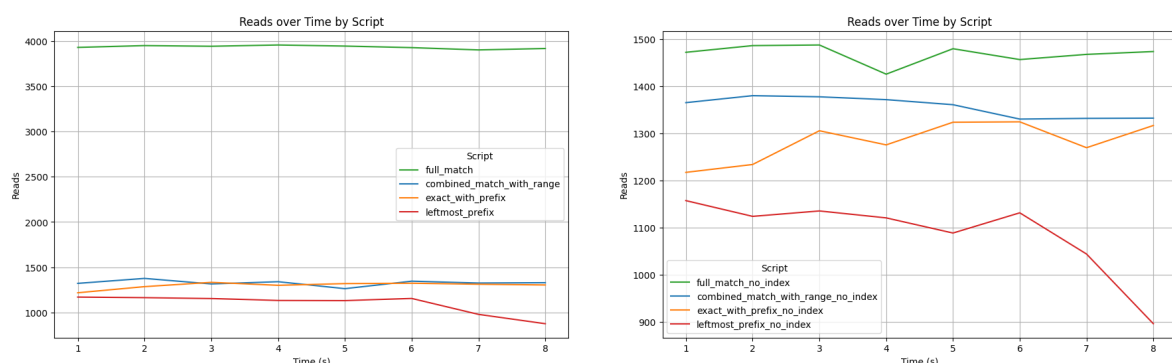 Reads over Time by Script
4000
3500
3000
2500
2000
1500
1000
Reads
Script
full_match
combined_match_with_range
exact_with_prefix
leftmost_prefix
1 2 3 4 5 6 7 8
Time (s)
Reads over Time by Script
1500
1400
1300
1200
1100
1000
900
Reads
Script
full_match_no_index
combined_match_with_range_no_index
exact_with_prefix_no_index
leftmost_prefix_no_index
1 2 3 4 5 6 7 8
Time (s)